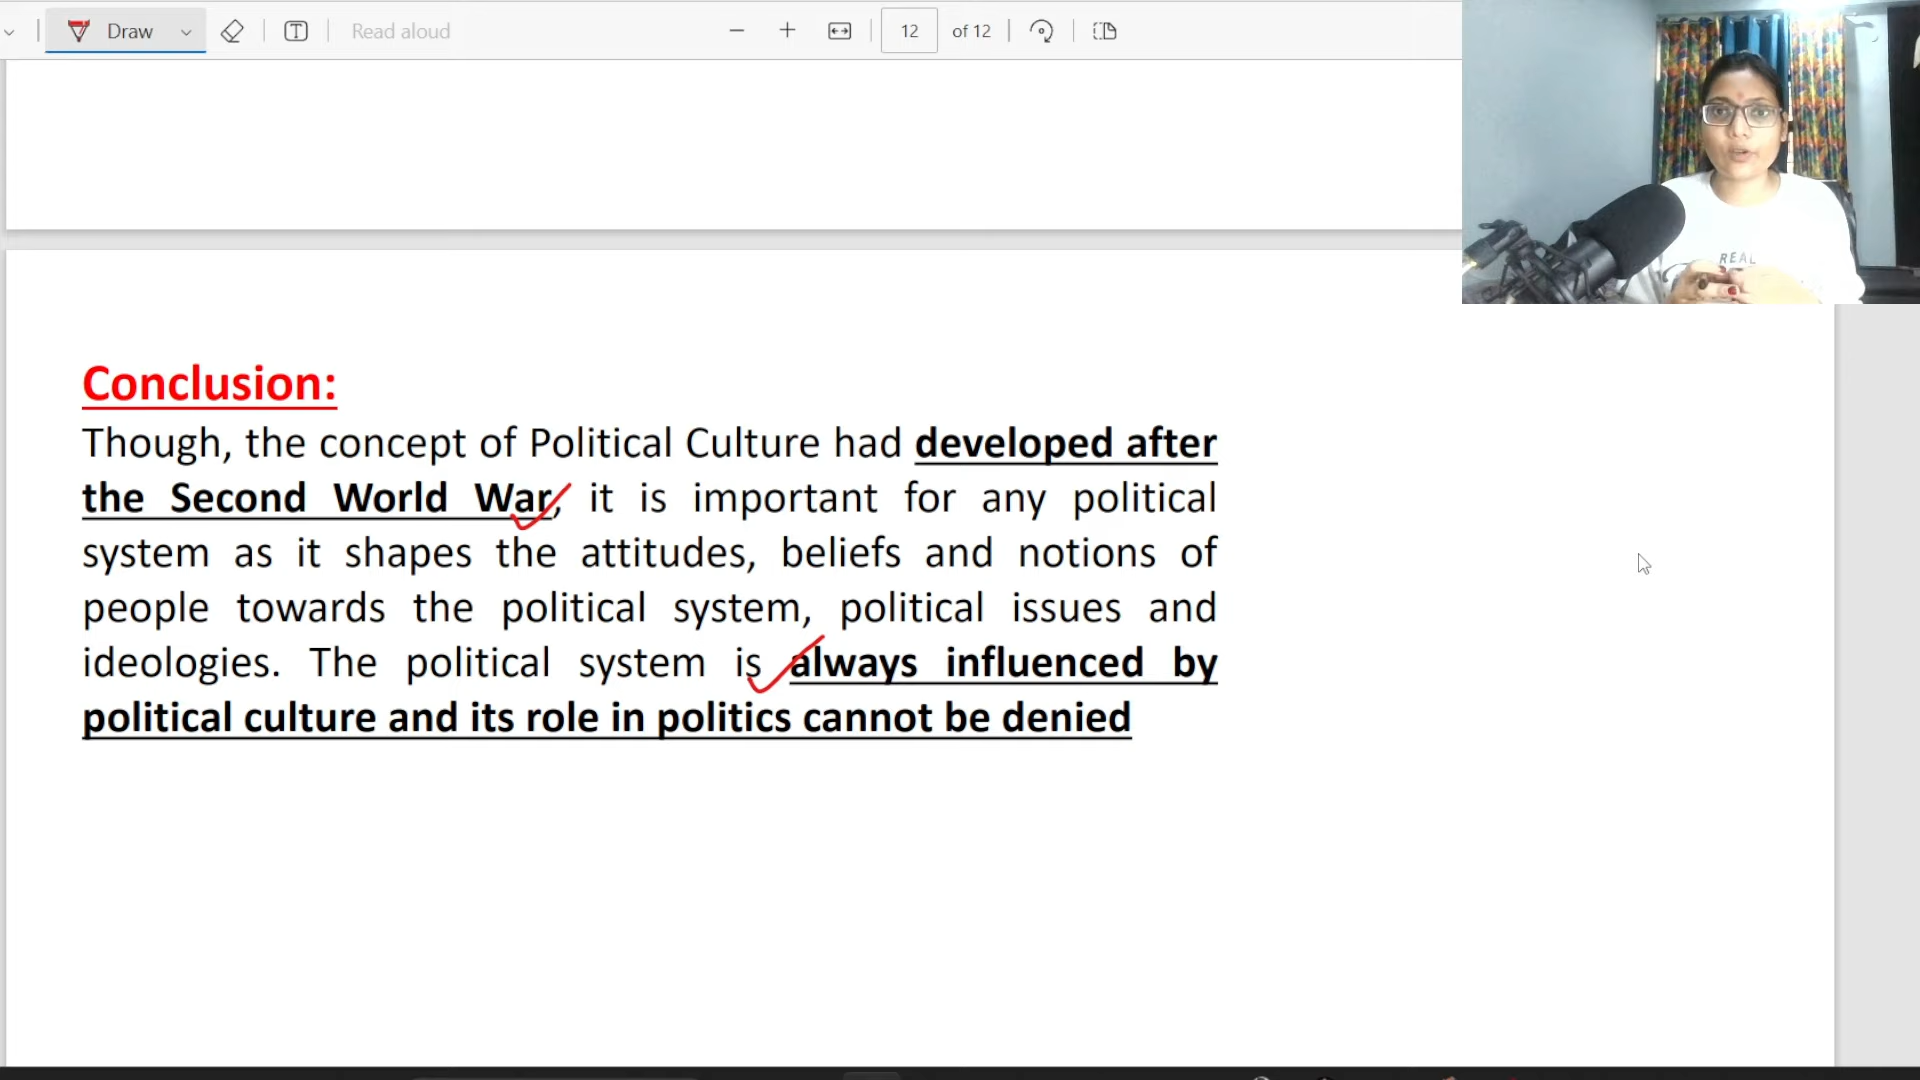 Draw
Read aloud
12
of 12
REAL
Conclusion:
Though, the concept of Political Culture had developed after
the Second World War, it is important for any political
system as it shapes the attitudes, beliefs and notions of
people towards the political system, political issues and
ideologies. The political system is always influenced by
political culture and its role in politics cannot be denied